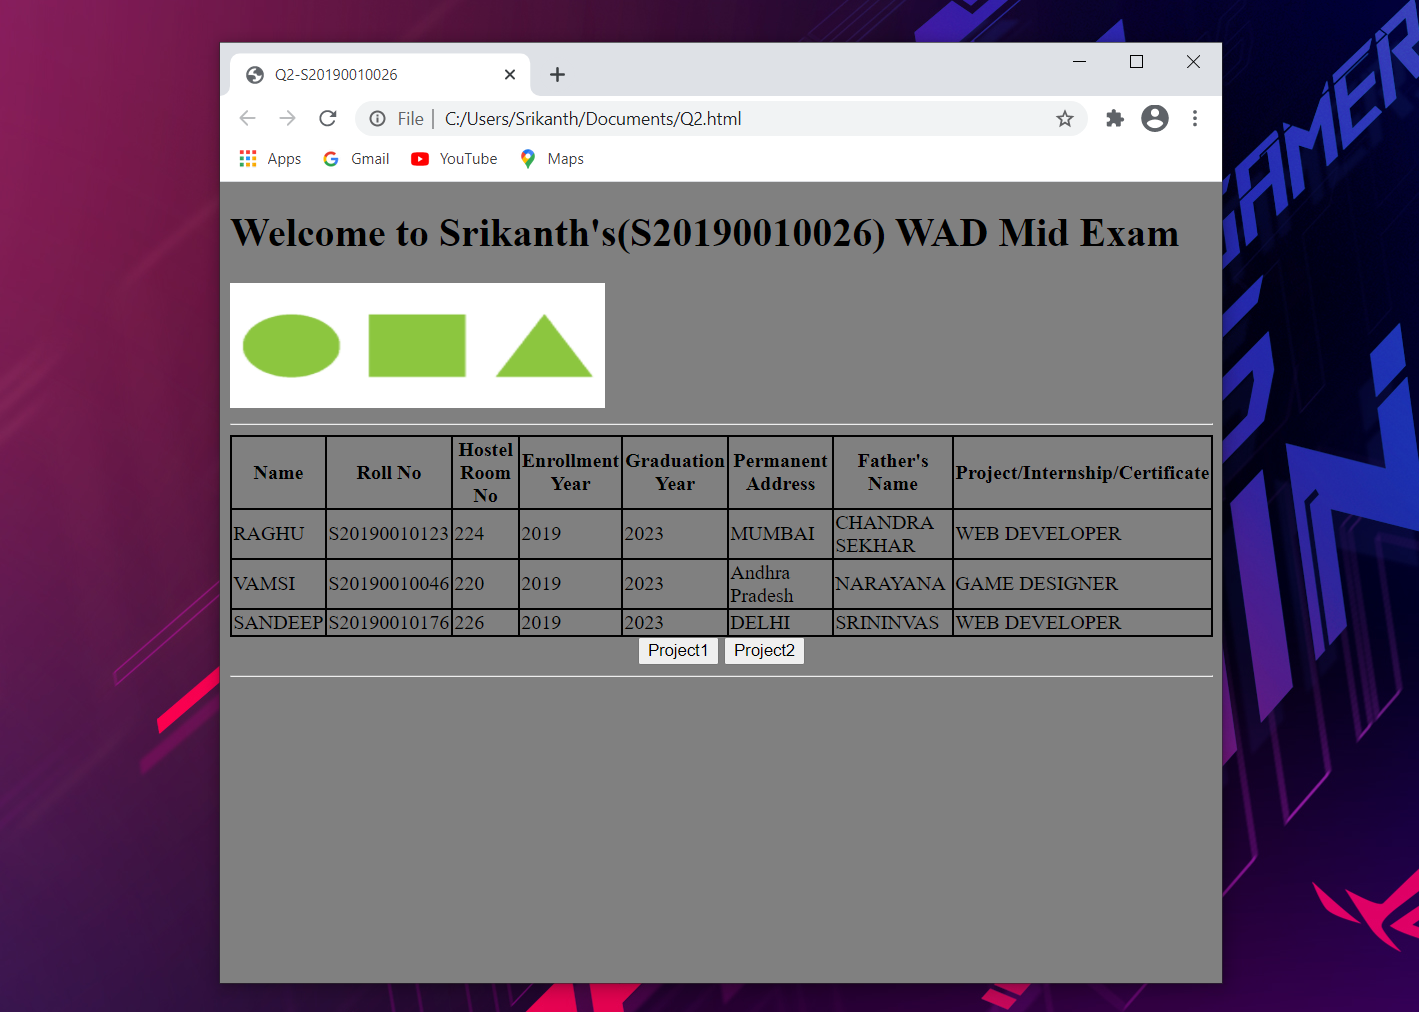 Q2-S20190010026
File | C:/Users/Srikanth/Documents/Q2.html
Apps Gmail YouTube Maps
Welcome to Srikanth's(S20190010026) WAD Mid Exam
Name Roll No Hostel Room No Enrollment Year Graduation Year Permanent Address Father's Name Project/Internship/Certificate
RAGHU S20190010123 224 2019 2023 MUMBAI CHANDRA SEKHAR WEB DEVELOPER
VAMSI S20190010046 220 2019 2023 Andhra Pradesh NARAYANA GAME DESIGNER
SANDEEP S20190010176 226 2019 2023 DELHI SRININVAS WEB DEVELOPER
Project1 Project2